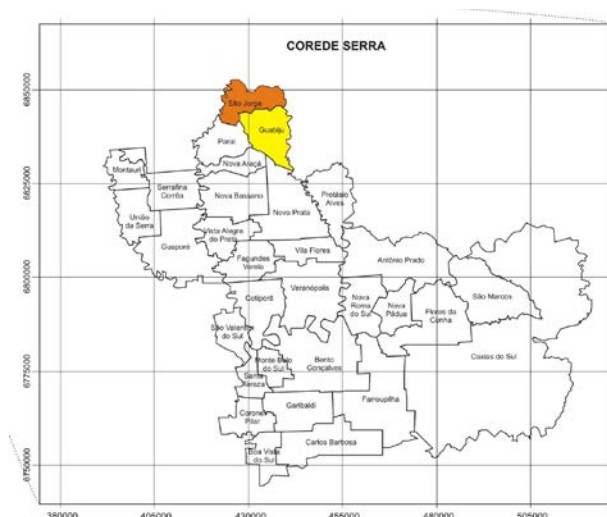 COREDE SERRA
6850000
São Jorge
Guabiju
Paraí
Nova Araçá
6825000
Montauri
Serrafina
Corrêa
Nova Bassano
Protásio
Alves
Nova Prata
União
da Serra
Vista Alegre
do Prata
Guaporé
Vila Flores
Fagundes
Varela
Antônio Prado
6800000
Cotiporã
Veranópolis
Nova
Roma
do Sul
Nova
Pádua
Flores da
Cunha
São Marcos
São Valentim
do Sul
Monte Belo
do Sul
Bento
Gonçalves
Caxias do Sul
6775000
Santa
Tereza
Farroupilha
Coronel
Pilar
Garibaldi
Carlos Barbosa
Boa Vista
do Sul
6750000
380000
405000
430000
455000
480000
505000